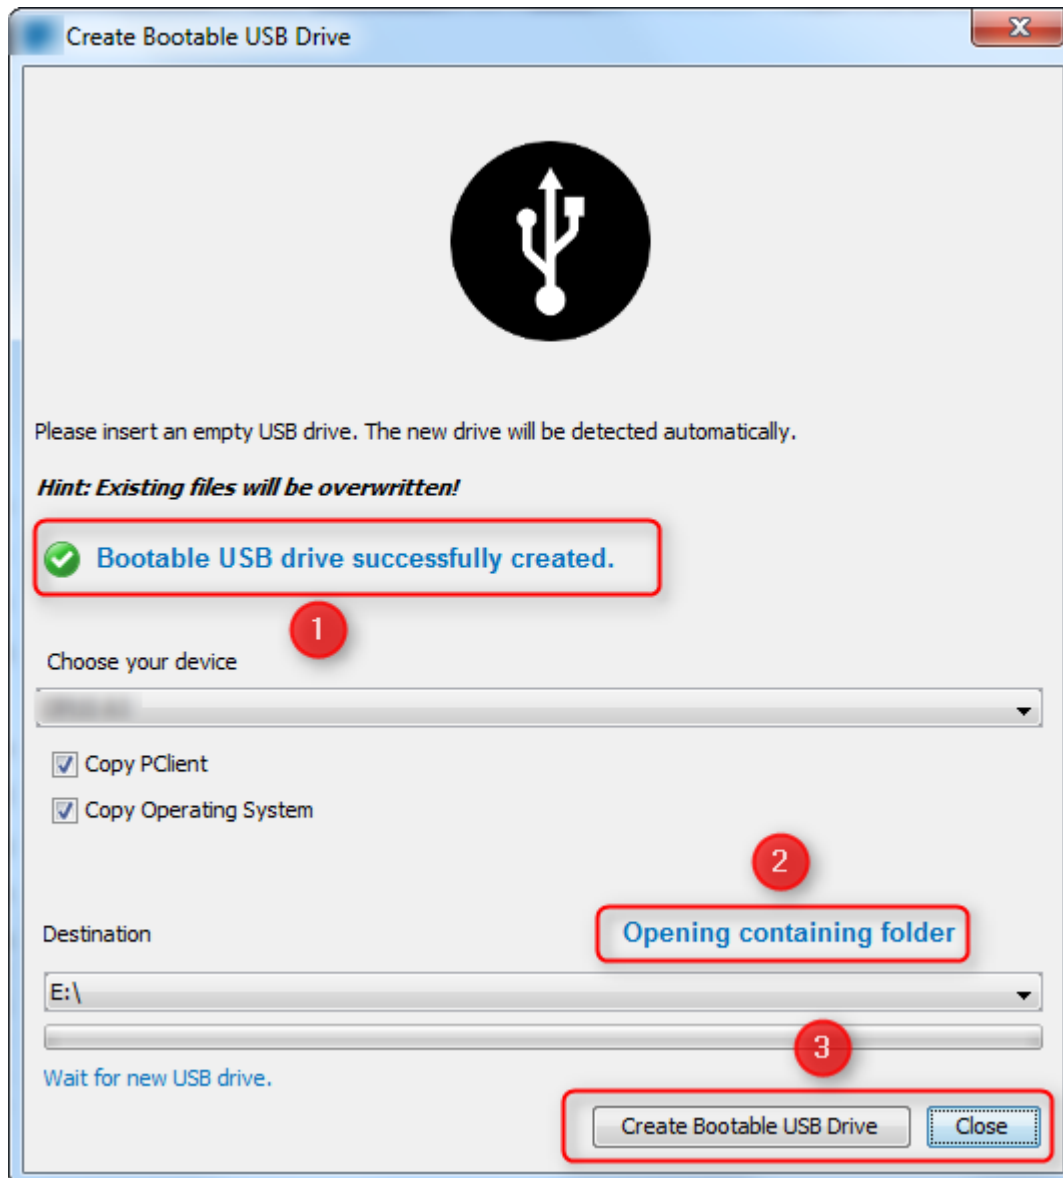 Create Bootable USB Drive
Please insert an empty USB drive. The new drive will be detected automatically.
Hint: Existing files will be overwritten!
Bootable USB drive successfully created.
1
Choose your device
Copy PClient
Copy Operating System
2
Destination
Opening containing folder
E:\
3
Wait for new USB drive.
Create Bootable USB Drive
Close